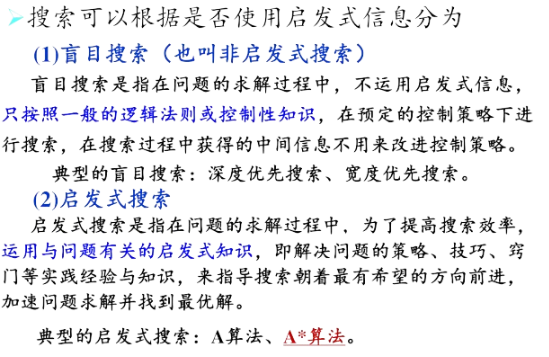 ➢搜索可以根据是否使用启发式信息分为
(1)盲目搜索（也叫非启发式搜索）
盲目搜索是指在问题的求解过程中，不运用启发式信息，
只按照一般的逻辑法则或控制性知识，在预定的控制策略下进
行搜索，在搜索过程中获得的中间信息不用来改进控制策略。
典型的盲目搜索：深度优先搜索、宽度优先搜索。
(2)启发式搜索
启发式搜索是指在问题的求解过程中，为了提高搜索效率，
运用与问题有关的启发式知识，即解决问题的策略、技巧、窍
门等实践经验与知识，来指导搜索朝着最有希望的方向前进，
加速问题求解并找到最优解。
典型的启发式搜索：A算法、A*算法。